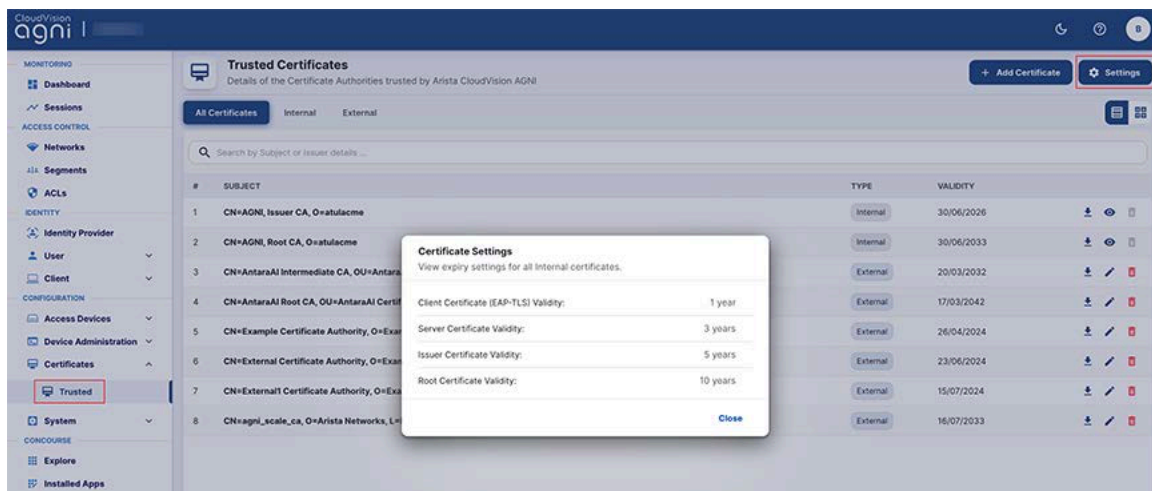 CloudVision
agni |
B
MONITORING
Dashboard
Sessions
ACCESS CONTROL
Networks
Segments
ACLs
IDENTITY
Identity Provider
User
Client
CONFIGURATION
Access Devices
Device Administration
Certificates
Trusted
System
CONCOURSE
Explore
Installed Apps
Trusted Certificates
Details of the Certificate Authorities trusted by Arista CloudVision AGNI
+ Add Certificate
Settings
All Certificates Internal External
Search by Subject or Issuer details ...
# SUBJECT TYPE VALIDITY
1 CN=AGNI, Issuer CA, O=atulacme Internal 30/06/2026
2 CN=AGNI, Root CA, O=atulacme Internal 30/06/2033
3 CN=AntaraAI Intermediate CA, OU=Antara External 20/03/2032
4 CN=AntaraAI Root CA, OU=AntaraAI Certif External 17/03/2042
5 CN=Example Certificate Authority, O=Exa External 26/04/2024
6 CN=External Certificate Authority, O=Exa External 23/06/2024
7 CN=External1 Certificate Authority, O=Exa External 15/07/2024
8 CN=agni_scale_ca, O=Arista Networks, L= External 16/07/2033
Certificate Settings
View expiry settings for all Internal certificates.
Client Certificate (EAP-TLS) Validity: 1 year
Server Certificate Validity: 3 years
Issuer Certificate Validity: 5 years
Root Certificate Validity: 10 years
Close